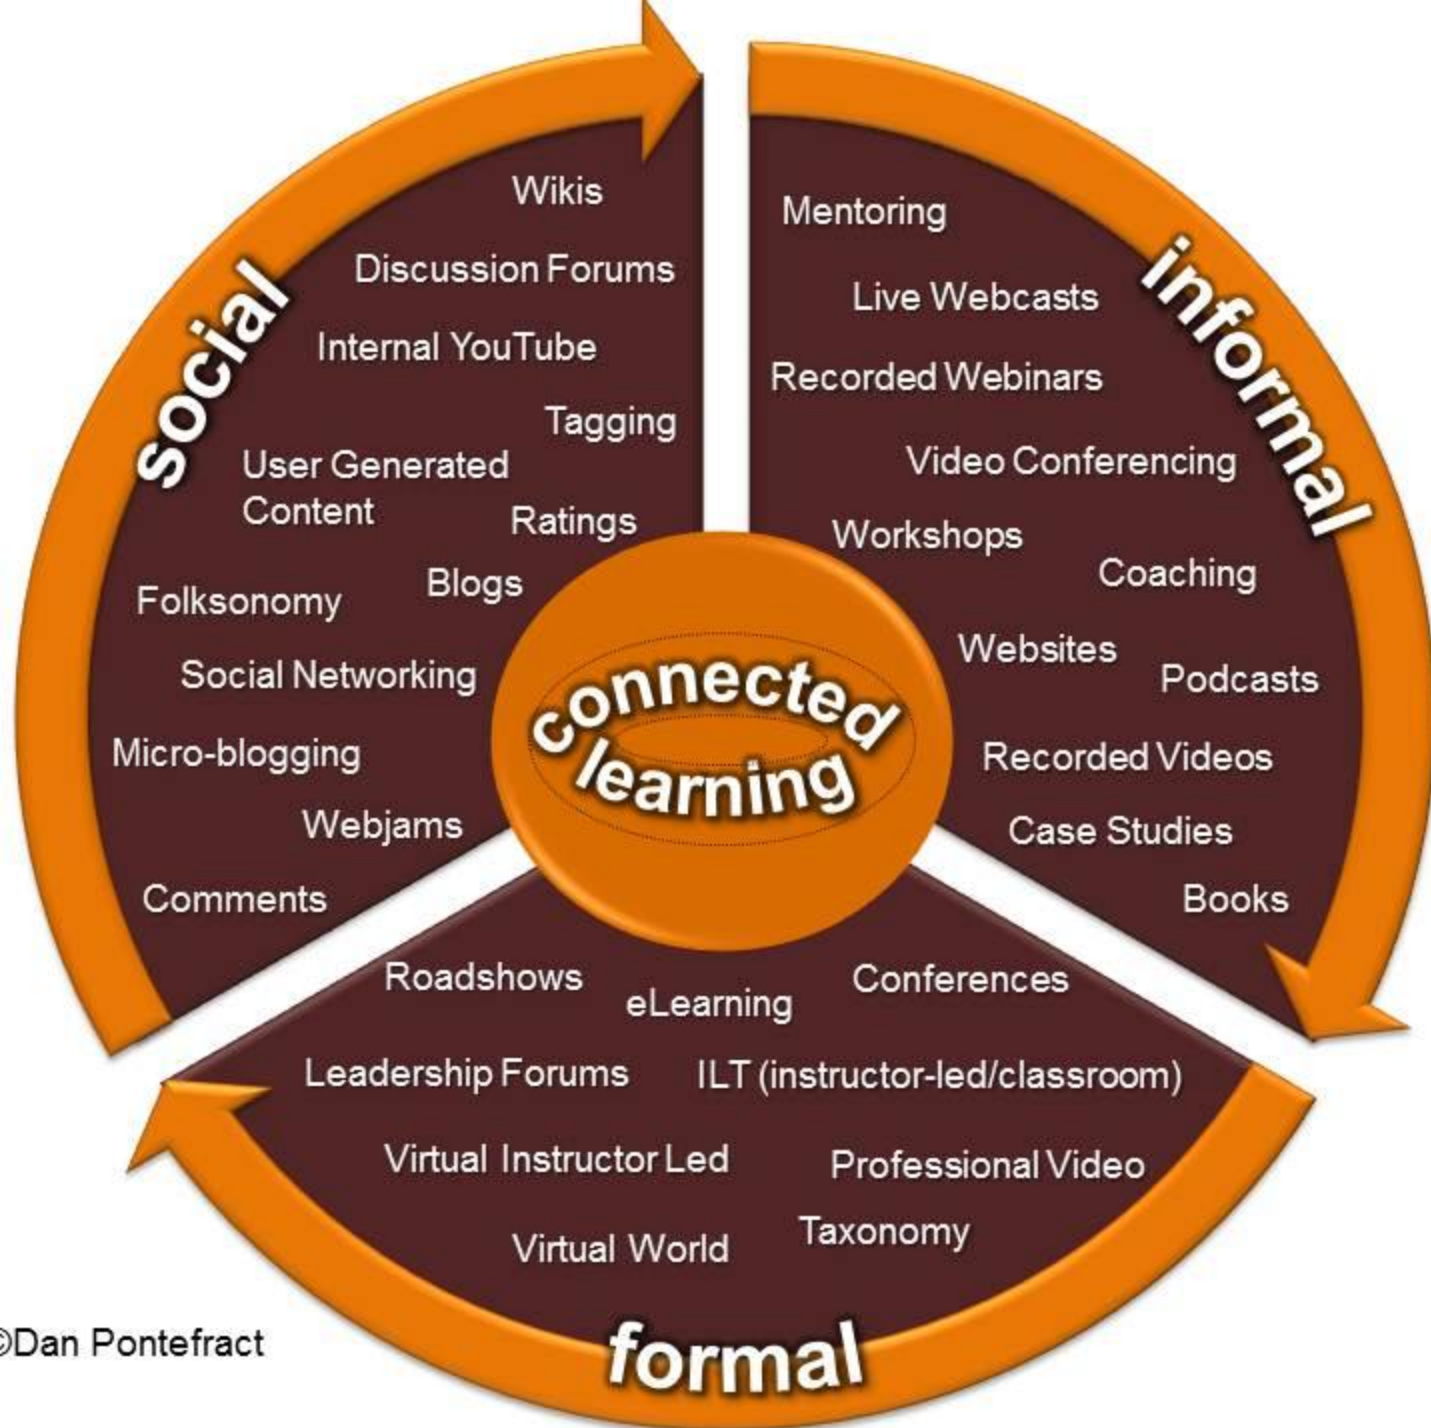 social
Wikis
Discussion Forums
Internal YouTube
Tagging
User Generated
Content
Ratings
Blogs
Folksonomy
Social Networking
Micro-blogging
Webjams
Comments
informal
Mentoring
Live Webcasts
Recorded Webinars
Video Conferencing
Workshops
Coaching
Websites
Podcasts
Recorded Videos
Case Studies
Books
connected
learning
Roadshows
eLearning
Conferences
Leadership Forums
ILT (instructor-led/classroom)
Virtual Instructor Led
Professional Video
Taxonomy
Virtual World
formal
©Dan Pontefract